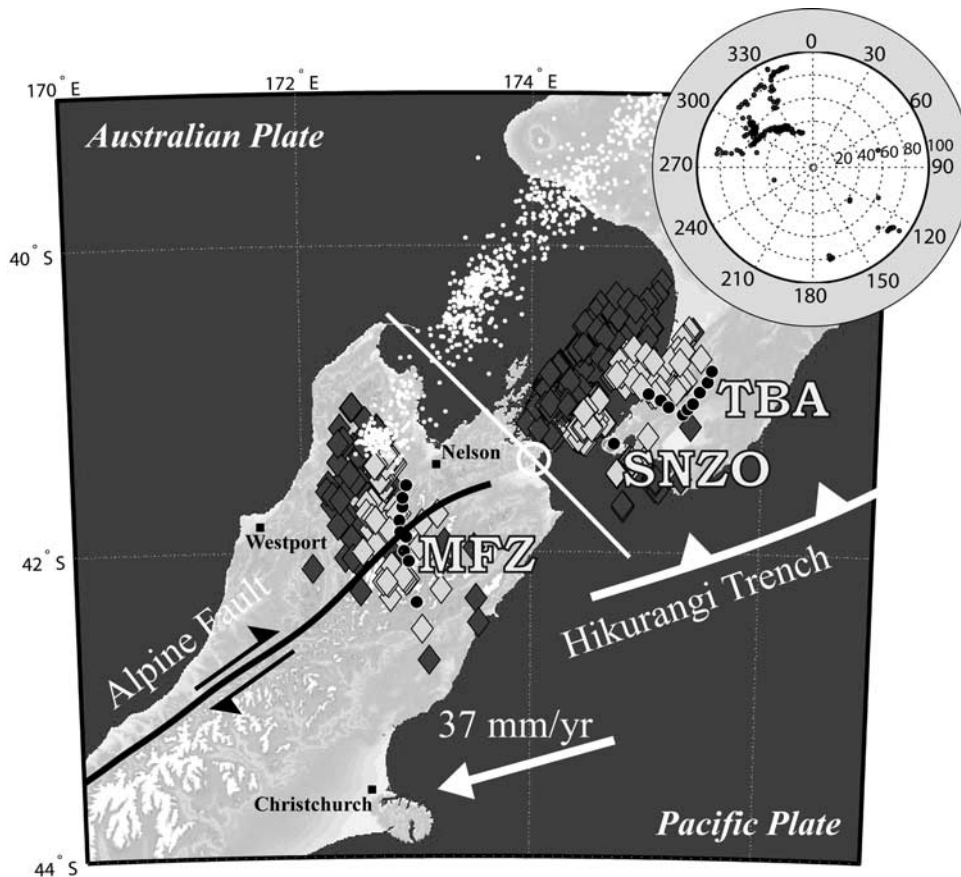 170° E
172° E
174° E
Australian Plate
0
30
60
90
120
150
180
210
240
270
300
330
20 40 60 80 100
40° S
TBA
SNZO
Nelson
Westport
MFZ
42° S
Hikurangi Trench
Alpine Fault
37 mm/yr
Christchurch
Pacific Plate
44° S